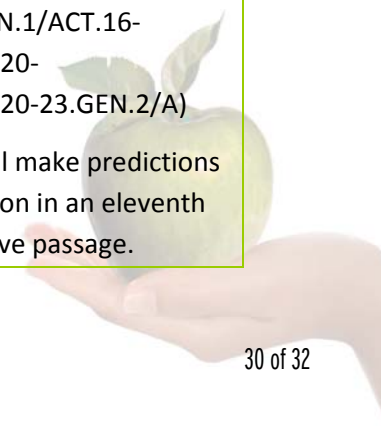 N.1/ACT.16-
20-
20-23.GEN.2/A)
l make predictions
on in an eleventh
ve passage.
30 of 32